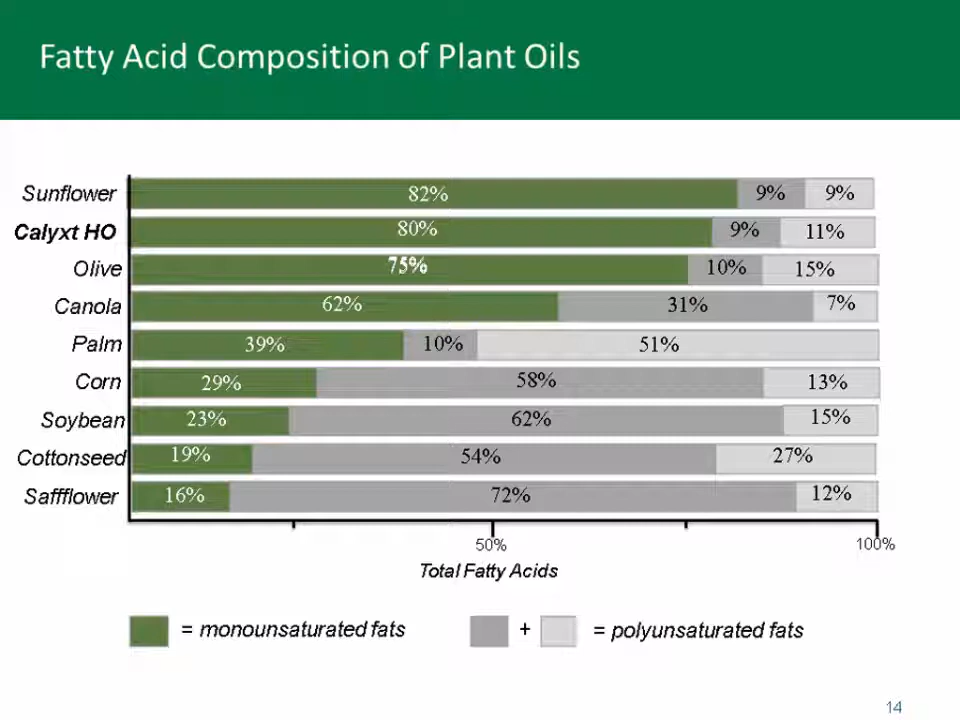 Fatty Acid Composition of Plant Oils
Sunflower 82% 9% 9%
Calyxt HO 80% 9% 11%
Olive 75% 10% 15%
Canola 62% 31% 7%
Palm 39% 10% 51%
Corn 29% 58% 13%
Soybean 23% 62% 15%
Cottonseed 19% 54% 27%
Saffflower 16% 72% 12%
50% 100%
Total Fatty Acids
= monounsaturated fats + = polyunsaturated fats
14